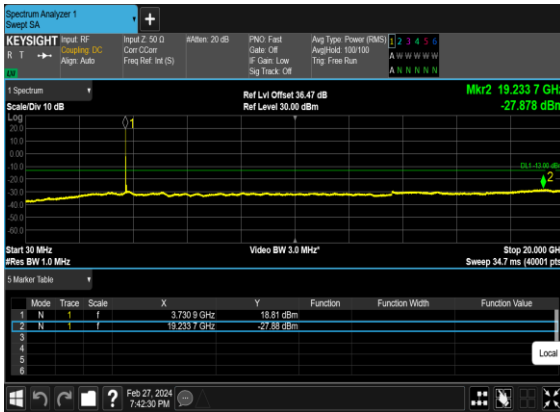 Spectrum Analyzer 1
Swept SA
+
KEYSIGHT
R T
LNI
Input: RF
Coupling: DC
Align: Auto
Input Z: 50 Ω
Corr CCorr
Freq Ref: Int (S)
#Atten: 20 dB
PNO: Fast
Gate: Off
IF Gain: Low
Sig Track: Off
Avg Type: Power (RMS)
Avg|Hold: 100/100
Trig: Free Run
1 2 3 4 5 6
A W W W W W
A N N N N N
1 Spectrum
Scale/Div 10 dB
Ref Lvl Offset 36.47 dB
Ref Level 30.00 dBm
Mkr2 19.233 7 GHz
-27.878 dBm
Log
20.0
10.0
0.00
-10.0
-20.0
-30.0
-40.0
-50.0
-60.0
1
DL1 -13.00 dBm
2
Start 30 MHz
#Res BW 1.0 MHz
Video BW 3.0 MHz*
Stop 20.000 GH
Sweep 34.7 ms (40001 pts
5 Marker Table
Mode Trace Scale X Y Function Function Width Function Value
1 N 1 f 3.730 9 GHz 18.81 dBm
2 N 1 f 19.233 7 GHz -27.88 dBm
3
4
5
6
Local
? Feb 27, 2024
7:42:30 PM